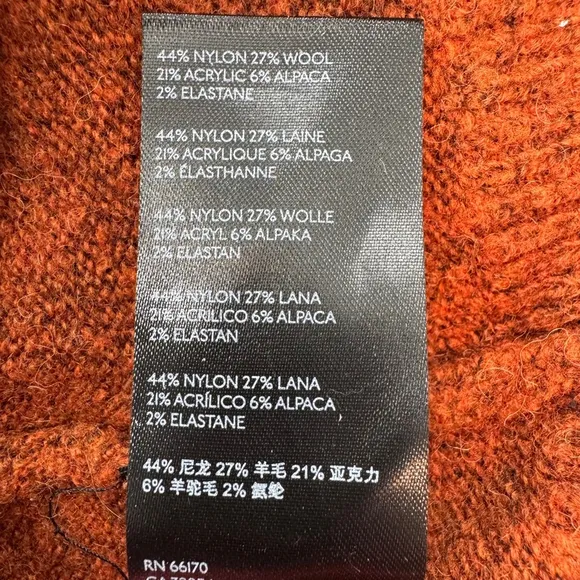 44% NYLON 27% WOOL
21% ACRYLIC 6% ALPACA
2% ELASTANE
44% NYLON 27% LAINE
21% ACRYLIQUE 6% ALPAGA
2% ÉLASTHANNE
44% NYLON 27% WOLLE
21% ACRYL 6% ALPAKA
2% ELASTAN
44% NYLON 27% LANA
21% ACRILICO 6% ALPACA
2% ELASTAN
44% NYLON 27% LANA
21% ACRÍLICO 6% ALPACA
2% ELASTANE
44% 尼龙 27% 羊毛 21% 亚克力
6% 羊驼毛 2% 氨纶
RN 66170